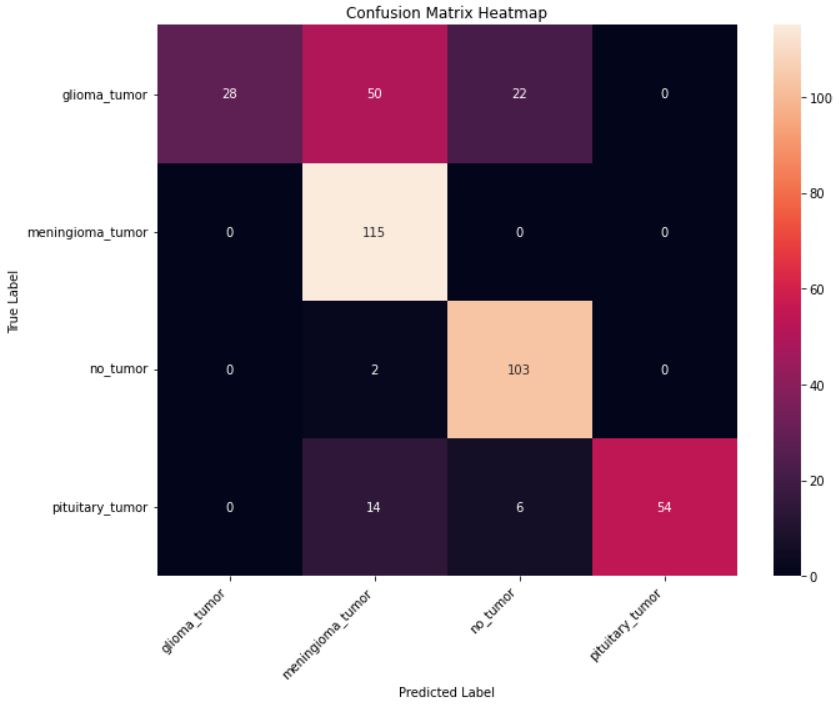 Confusion Matrix Heatmap
True Label
glioma_tumor 28 50 22 0
meningioma_tumor 0 115 0 0
no_tumor 0 2 103 0
pituitary_tumor 0 14 6 54
glioma_tumor meningioma_tumor no_tumor pituitary_tumor
Predicted Label
100
80
60
40
20
0